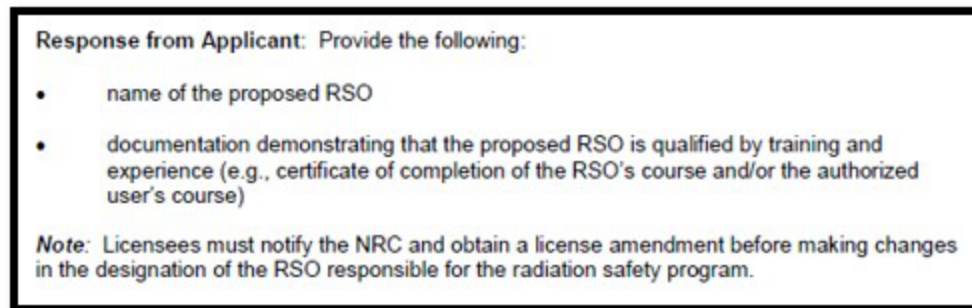 Response from Applicant: Provide the following:
• name of the proposed RSO
• documentation demonstrating that the proposed RSO is qualified by training and
experience (e.g., certificate of completion of the RSO's course and/or the authorized
user's course)
Note: Licensees must notify the NRC and obtain a license amendment before making changes
in the designation of the RSO responsible for the radiation safety program.